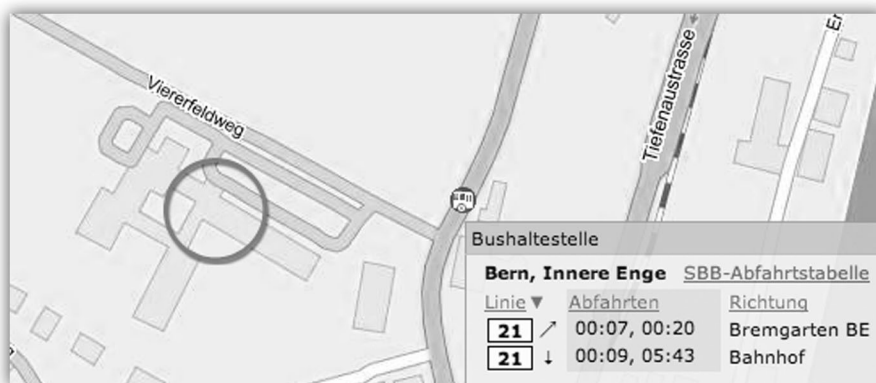 Viererfeldweg
Tiefenaustrasse
Er
Bushaltestelle
Bern, Innere Enge SBB-Abfahrtstabelle
Linie ▼ Abfahrten Richtung
21 ↗ 00:07, 00:20 Bremgarten BE
21 ↓ 00:09, 05:43 Bahnhof